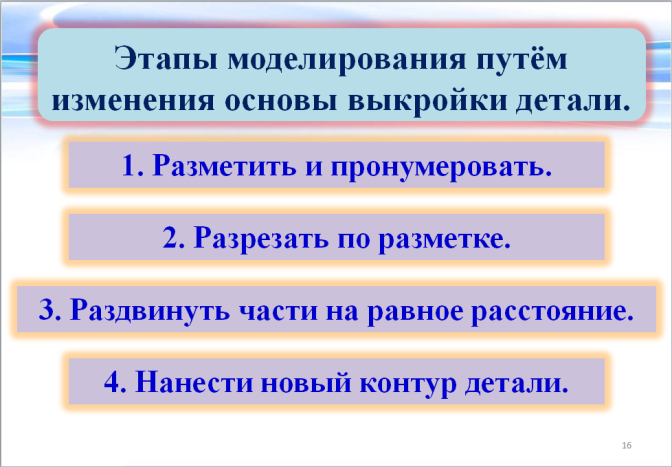 Этапы моделирования путём
изменения основы выкройки детали.
1. Разметить и пронумеровать.
2. Разрезать по разметке.
3. Раздвинуть части на равное расстояние.
4. Нанести новый контур детали.
16